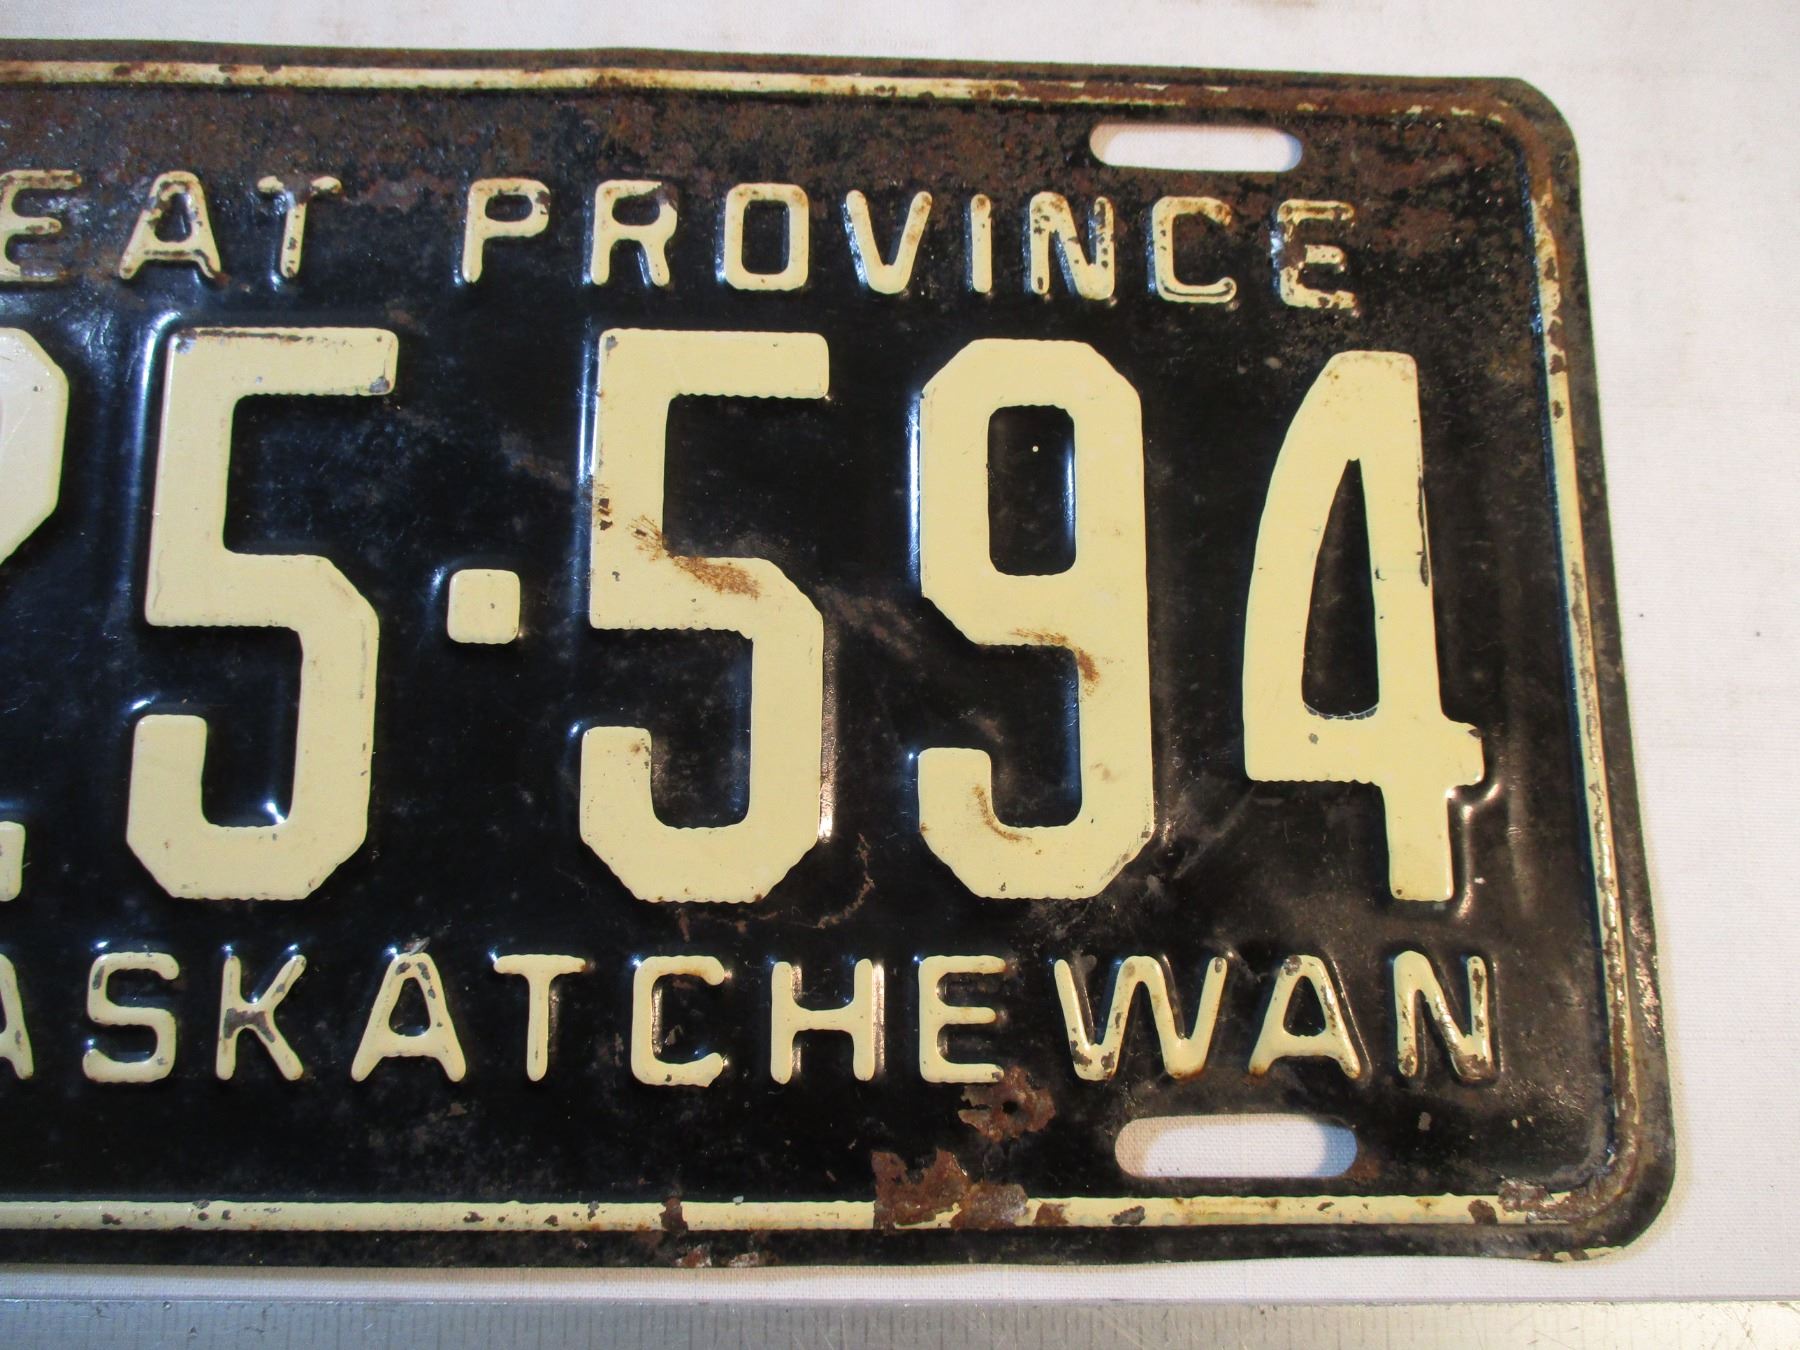 EAT PROVINCE
25·594
ASKATCHEWAN